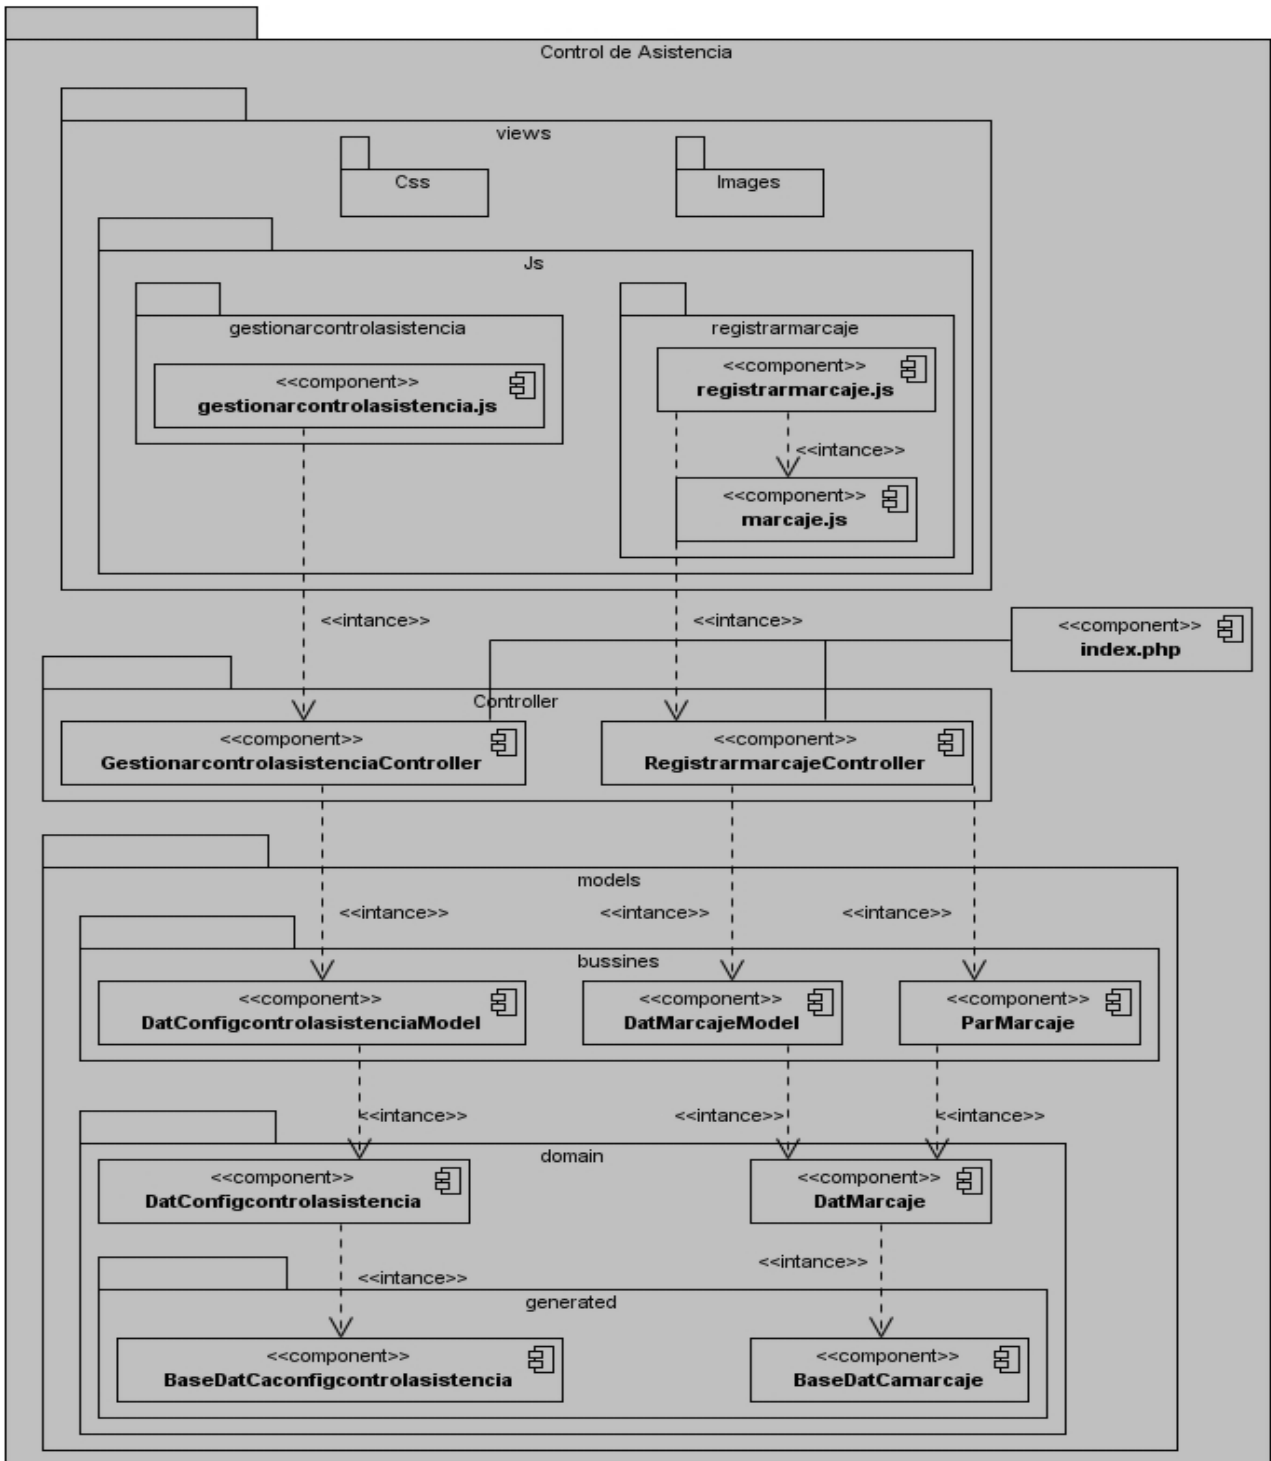 Control de Asistencia
views
Css
Images
Js
gestionarcontrolasistencia
registrarmarcaje
<<component>>
gestionarcontrolasistencia.js
<<component>>
registrarmarcaje.js
<<intance>>
<<component>>
marcaje.js
<<intance>>
<<intance>>
<<component>>
index.php
Controller
<<component>>
GestionarcontrolasistenciaController
<<component>>
RegistrarmarcajeController
models
<<intance>>
<<intance>>
<<intance>>
bussines
<<component>>
DatConfigcontrolasistenciaModel
<<component>>
DatMarcajeModel
<<component>>
ParMarcaje
<<intance>>
<<intance>>
<<intance>>
domain
<<component>>
DatConfigcontrolasistencia
<<component>>
DatMarcaje
<<intance>>
<<intance>>
generated
<<component>>
BaseDatCaconfigcontrolasistencia
<<component>>
BaseDatCamarcaje